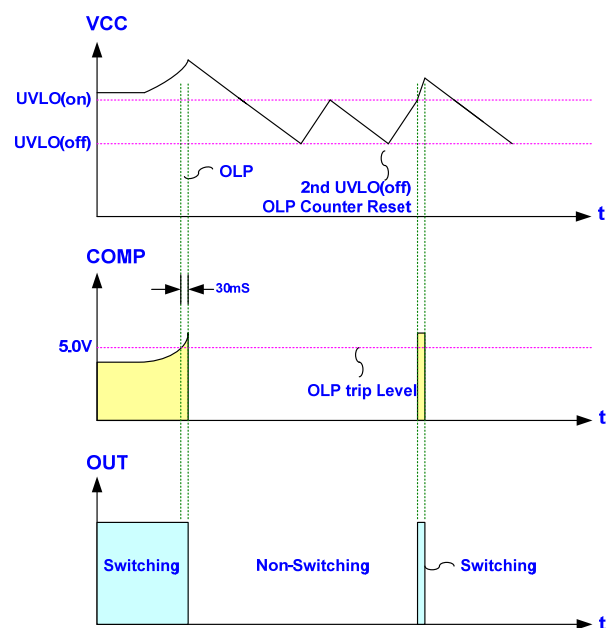 VCC
UVLO(on)
UVLO(off)
OLP
2nd UVLO(off)
OLP Counter Reset
t
COMP
30mS
5.0V
OLP trip Level
t
OUT
Switching
Non-Switching
Switching
t